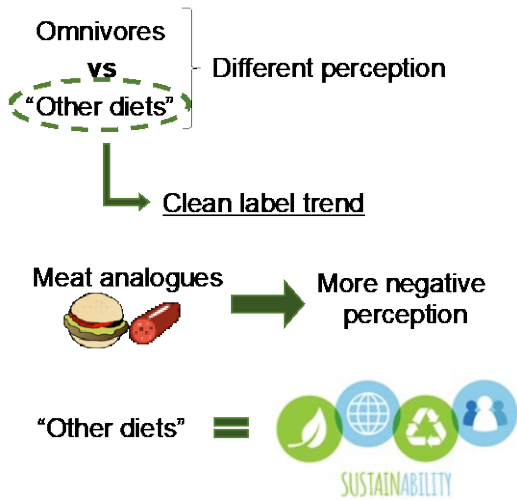 Omnivores
vs
Different perception
“Other diets”
Clean label trend
Meat analogues
More negative
perception
“Other diets”
SUSTAINABILITY